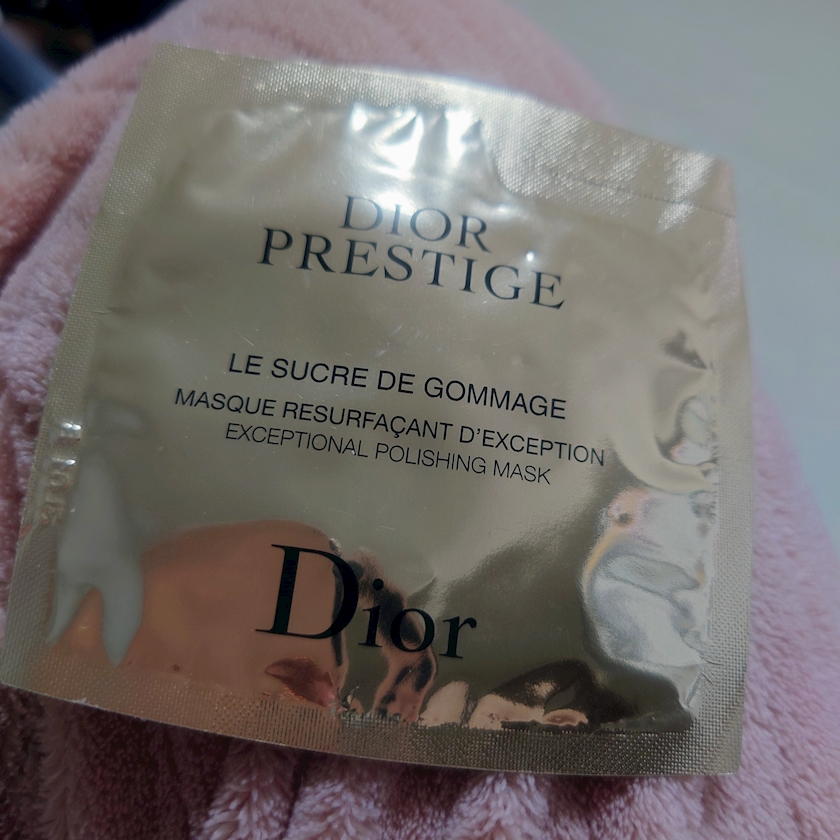 DIOR
PRESTIGE
LE SUCRE DE GOMMAGE
MASQUE RESURFAÇANT D'EXCEPTION
EXCEPTIONAL POLISHING MASK
Dior